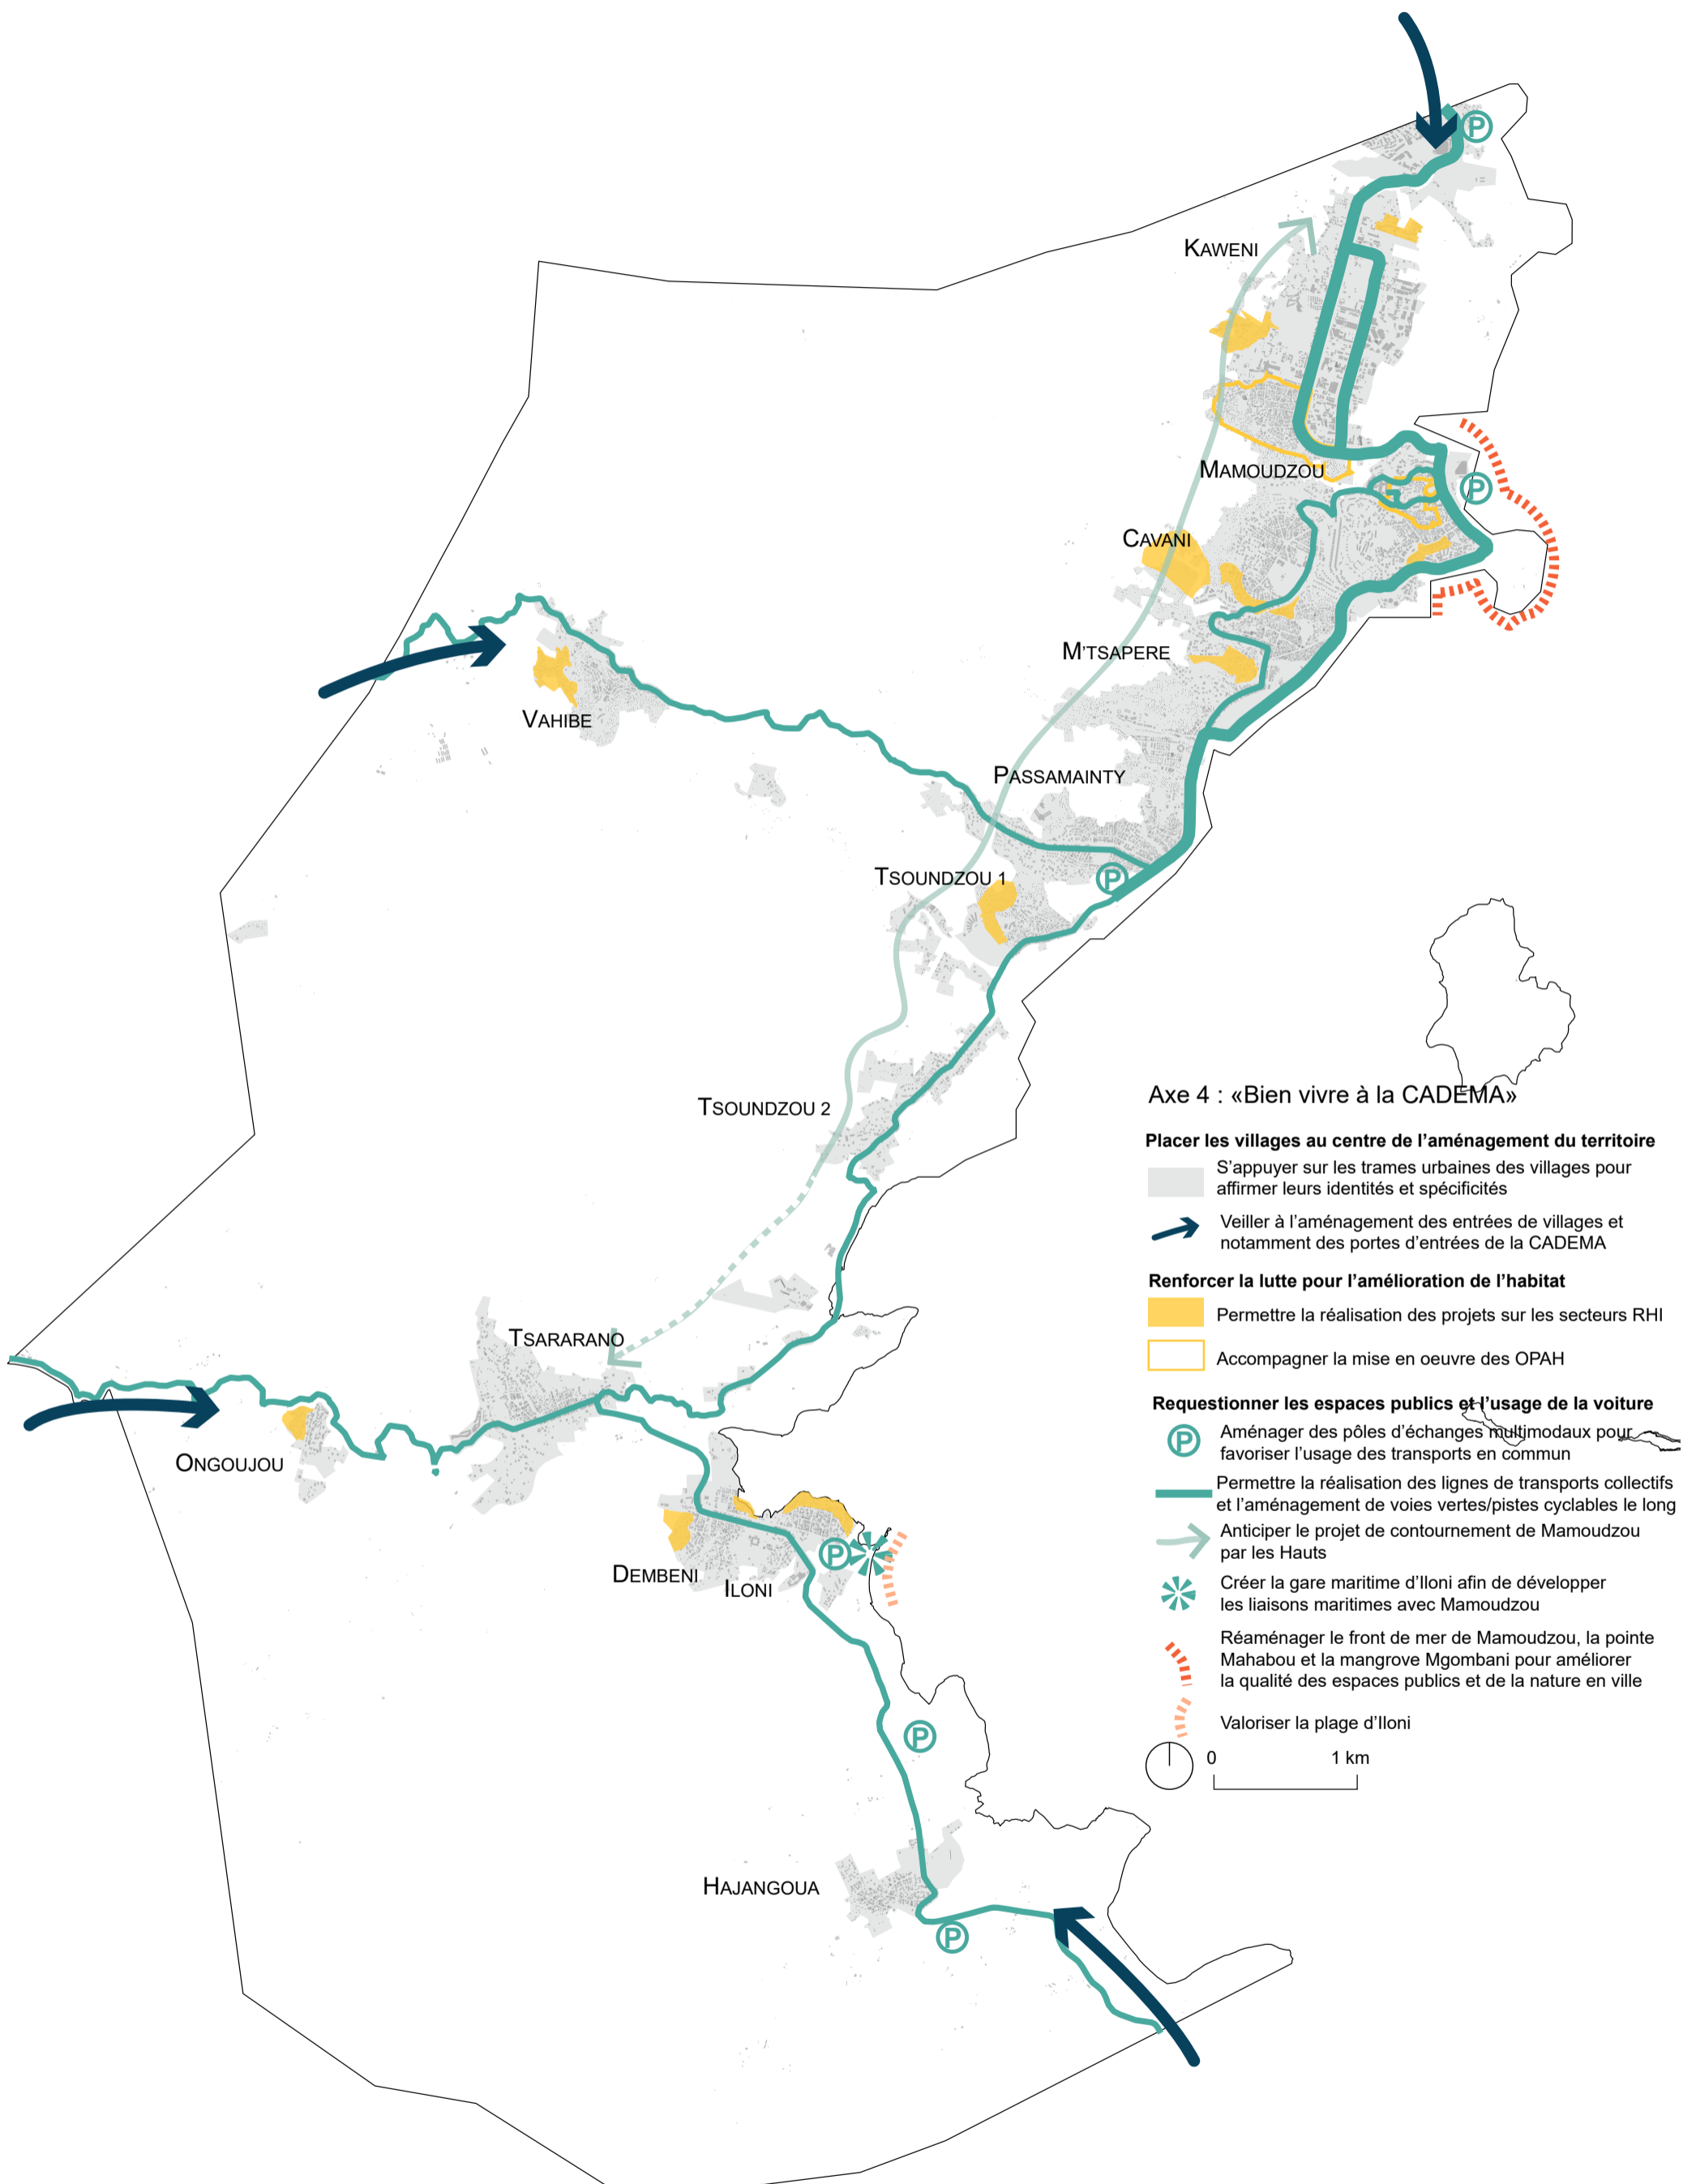 P
KAWENI
MAMOUDZOU
P
CAVANI
M'TSAPERE
VAHIBE
PASSAMAINTY
TSOUNDZOU 1
P
TSOUNDZOU 2
TSARARANO
ONGOUJOU
DEMBENI
ILONI
P
P
HAJANGOUA
P
Axe 4 : «Bien vivre à la CADEMA»
Placer les villages au centre de l’aménagement du territoire
S’appuyer sur les trames urbaines des villages pour
affirmer leurs identités et spécificités
Veiller à l’aménagement des entrées de villages et
notamment des portes d’entrées de la CADEMA
Renforcer la lutte pour l’amélioration de l’habitat
Permettre la réalisation des projets sur les secteurs RHI
Accompagner la mise en oeuvre des OPAH
Requestionner les espaces publics et l’usage de la voiture
P
Aménager des pôles d’échanges multimodaux pour
favoriser l’usage des transports en commun
Permettre la réalisation des lignes de transports collectifs
et l’aménagement de voies vertes/pistes cyclables le long
Anticiper le projet de contournement de Mamoudzou
par les Hauts
Créer la gare maritime d’Iloni afin de développer
les liaisons maritimes avec Mamoudzou
Réaménager le front de mer de Mamoudzou, la pointe
Mahabou et la mangrove Mgombani pour améliorer
la qualité des espaces publics et de la nature en ville
Valoriser la plage d’Iloni
0 1 km